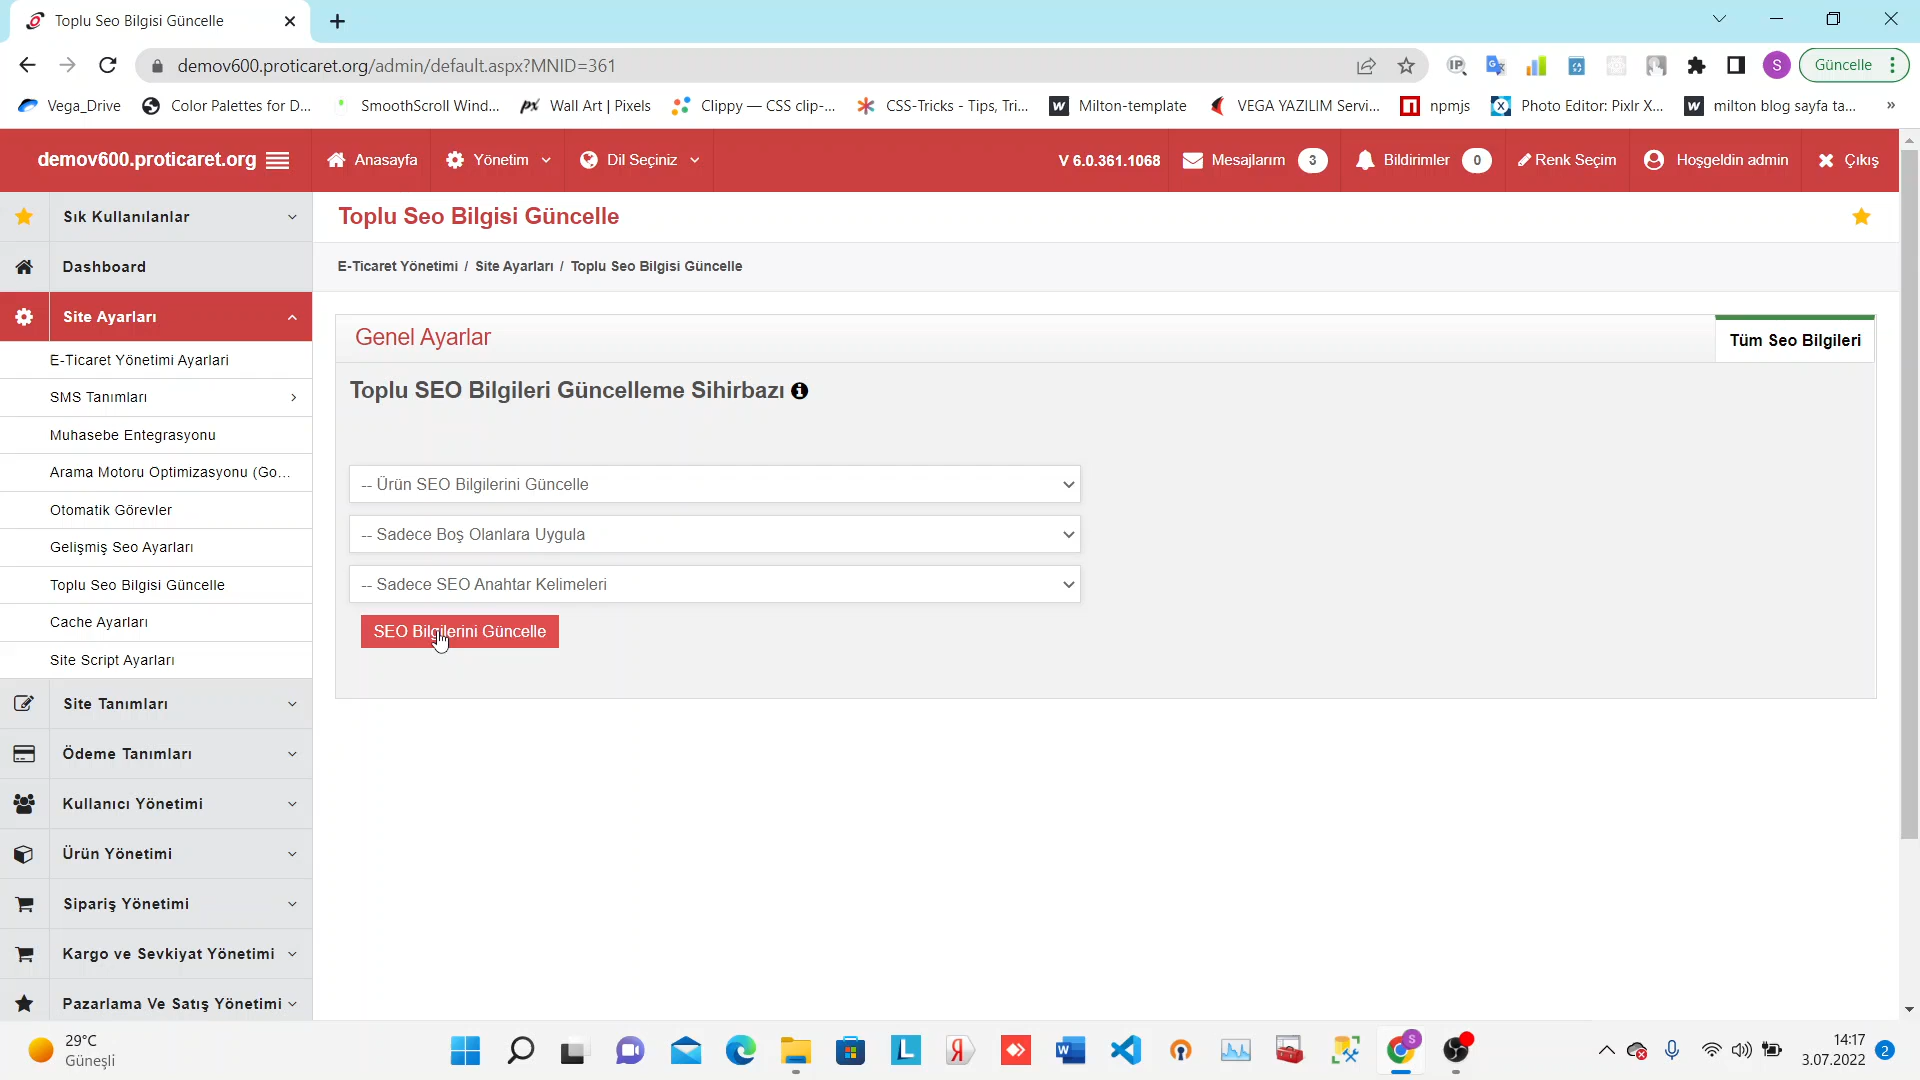 Toplu Seo Bilgisi Güncelle
demov600.proticaret.org/admin/default.aspx?MNID=361
S
Güncelle
Vega_Drive
Color Palettes for D...
SmoothScroll Wind...
Wall Art | Pixels
Clippy — CSS clip-...
CSS-Tricks - Tips, Tri...
Milton-template
VEGA YAZILIM Servi...
npmjs
Photo Editor: Pixlr X...
milton blog sayfa ta...
»
demov600.proticaret.org
Anasayfa
Yönetim
Dil Seçiniz
V 6.0.361.1068
Mesajlarım 3
Bildirimler 0
Renk Seçim
Hoşgeldin admin
Çıkış
Sık Kullanılanlar
Dashboard
Site Ayarları
E-Ticaret Yönetimi Ayarlari
SMS Tanımları
Muhasebe Entegrasyonu
Arama Motoru Optimizasyonu (Go...
Otomatik Görevler
Gelişmiş Seo Ayarları
Toplu Seo Bilgisi Güncelle
Cache Ayarları
Site Script Ayarları
Site Tanımları
Ödeme Tanımları
Kullanıcı Yönetimi
Ürün Yönetimi
Sipariş Yönetimi
Kargo ve Sevkiyat Yönetimi
Pazarlama Ve Satış Yönetimi
Toplu Seo Bilgisi Güncelle
E-Ticaret Yönetimi / Site Ayarları / Toplu Seo Bilgisi Güncelle
Genel Ayarlar
Tüm Seo Bilgileri
Toplu SEO Bilgileri Güncelleme Sihirbazı
-- Ürün SEO Bilgilerini Güncelle
-- Sadece Boş Olanlara Uygula
-- Sadece SEO Anahtar Kelimeleri
SEO Bilgilerini Güncelle
29°C
Güneşli
14:17
3.07.2022
2